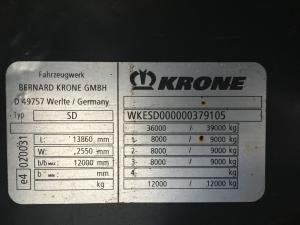 Fahrzeugwerk
BERNARD KRONE GMBH
D 49757 Werlte / Germany
Typ SD
e4 020031
L: 13860 mm
W: 2550 mm
b/b max: 12000 mm
b : mm
kg
KRONE
WKESD000000379105
36000 / 39000 kg
1- 8000 / 9000 kg
2- 8000 / 9000 kg
3- 8000 / 9000 kg
4- kg
12000 / 12000 kg